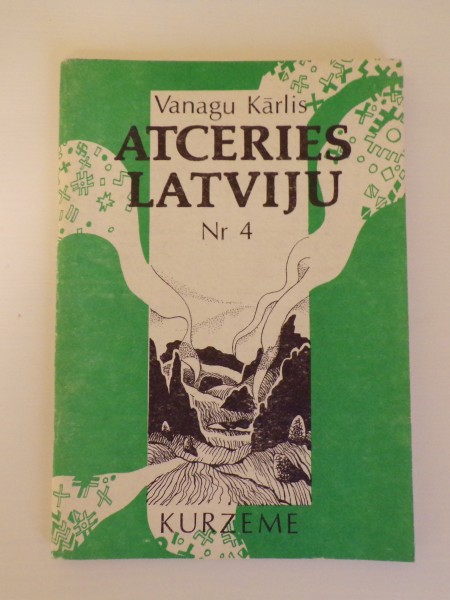 Vanagu Kārlis
ATCERIES
LATVIJU
Nr 4
KURZEME